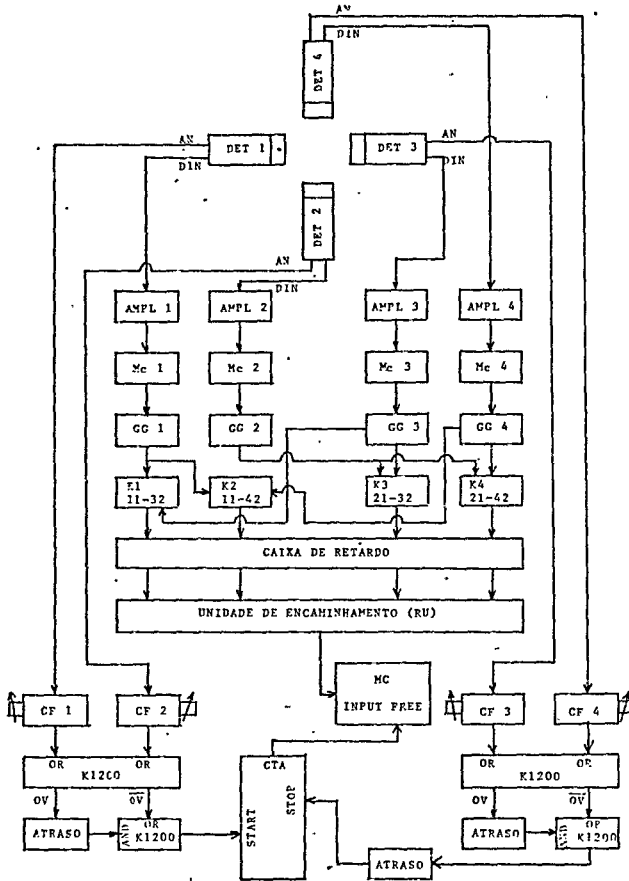 AN
DIN
DET 4
AN
DET 1
DIN
DET 3
AN
DIN
DET 2
AN
DIN
AMPL 1
AMPL 2
AMPL 3
AMPL 4
Mc 1
Mc 2
Mc 3
Mc 4
GG 1
GG 2
GG 3
GG 4
K1
11-32
K2
11-42
K3
21-32
K4
21-42
CAIXA DE RETARDO
UNIDADE DE ENCAMINHAMENTO (RU)
MC
INPUT FREE
CF 1
CF 2
CF 3
CF 4
OR
OR
K1200
OR
OR
K1200
CTA
START
STOP
OV
OV
OV
OV
ATRASO
AND
OR
K1200
ATRASO
AND
OR
K1200
ATRASO